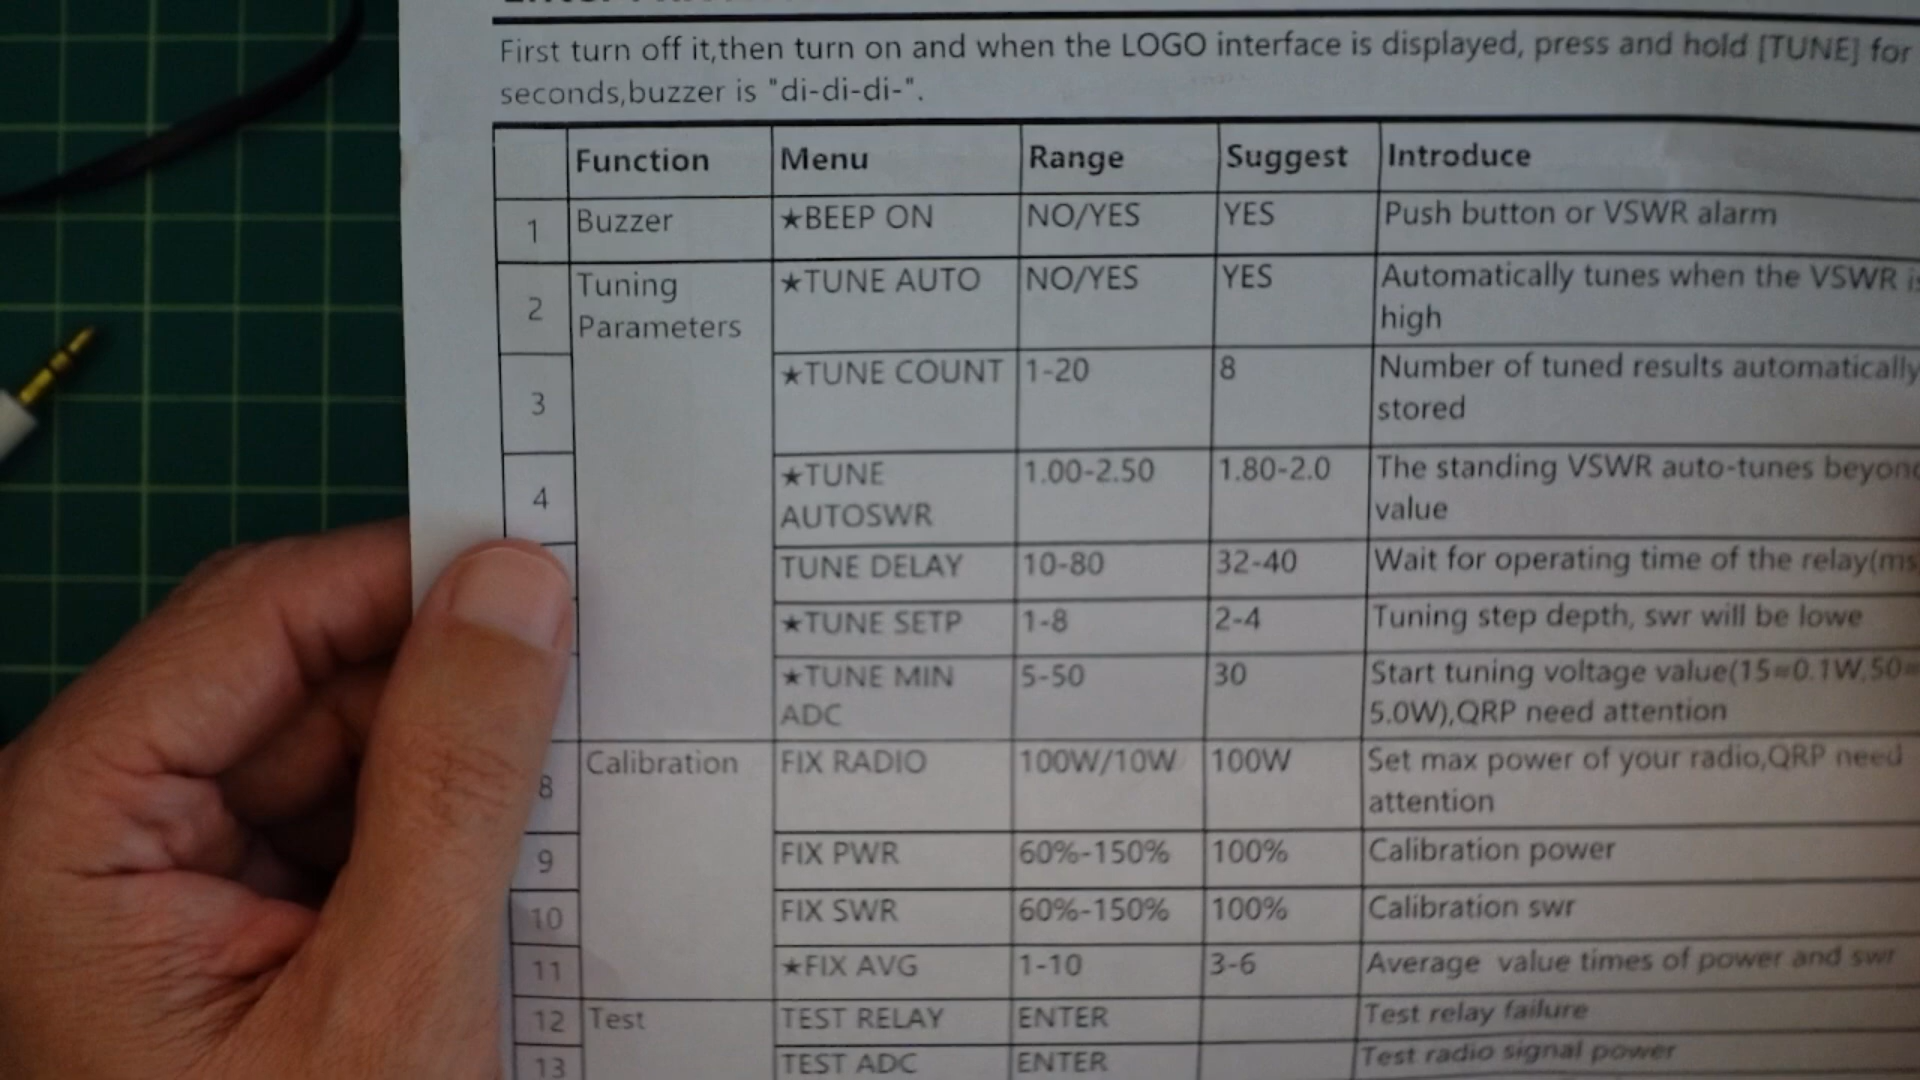 First turn off it,then turn on and when the LOGO interface is displayed, press and hold [TUNE] for
seconds,buzzer is "di-di-di-".
Function Menu Range Suggest Introduce
1 Buzzer ★BEEP ON NO/YES YES Push button or VSWR alarm
2 Tuning Parameters ★TUNE AUTO NO/YES YES Automatically tunes when the VSWR is
high
3 ★TUNE COUNT 1-20 8 Number of tuned results automatically
stored
4 ★TUNE AUTOSWR 1.00-2.50 1.80-2.0 The standing VSWR auto-tunes beyond
value
TUNE DELAY 10-80 32-40 Wait for operating time of the relay(ms
★TUNE SETP 1-8 2-4 Tuning step depth, swr will be lowe
★TUNE MIN ADC 5-50 30 Start tuning voltage value(15≈0.1W,50≈
5.0W),QRP need attention
8 Calibration FIX RADIO 100W/10W 100W Set max power of your radio,QRP need
attention
9 FIX PWR 60%-150% 100% Calibration power
10 FIX SWR 60%-150% 100% Calibration swr
11 ★FIX AVG 1-10 3-6 Average value times of power and swr
12 Test TEST RELAY ENTER Test relay failure
13 TEST ADC ENTER Test radio signal power